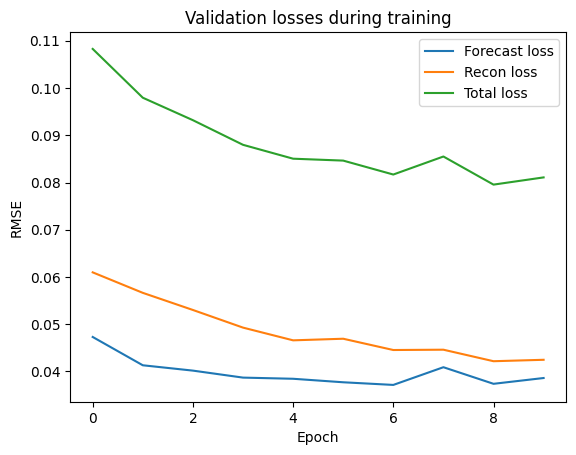 Validation losses during training
0.11
0.10
0.09
0.08
0.07
0.06
0.05
0.04
RMSE
0 2 4 6 8
Epoch
Forecast loss
Recon loss
Total loss